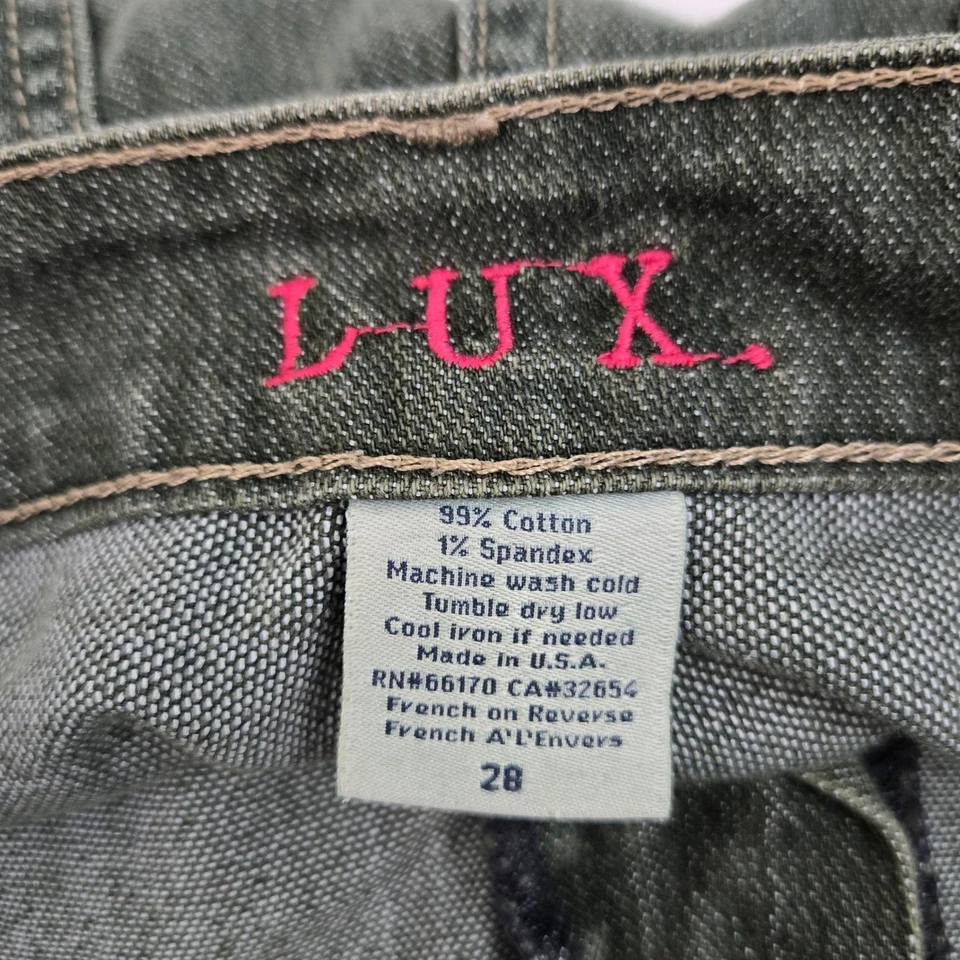 LUX.
99% Cotton
1% Spandex
Machine wash cold
Tumble dry low
Cool iron if needed
Made in U.S.A.
RN#66170 CA#32654
French on Reverse
French A'L'Envers
28